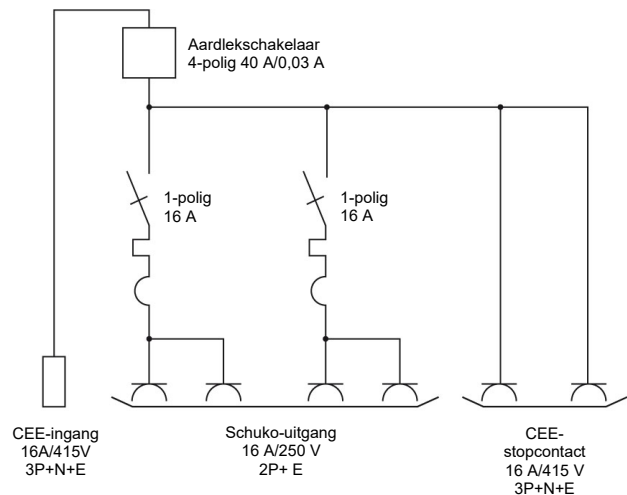 Aardlekschakelaar
4-polig 40 A/0,03 A
1-polig
16 A
1-polig
16 A
CEE-ingang
16A/415V
3P+N+E
Schuko-uitgang
16 A/250 V
2P+ E
CEE-
stopcontact
16 A/415 V
3P+N+E